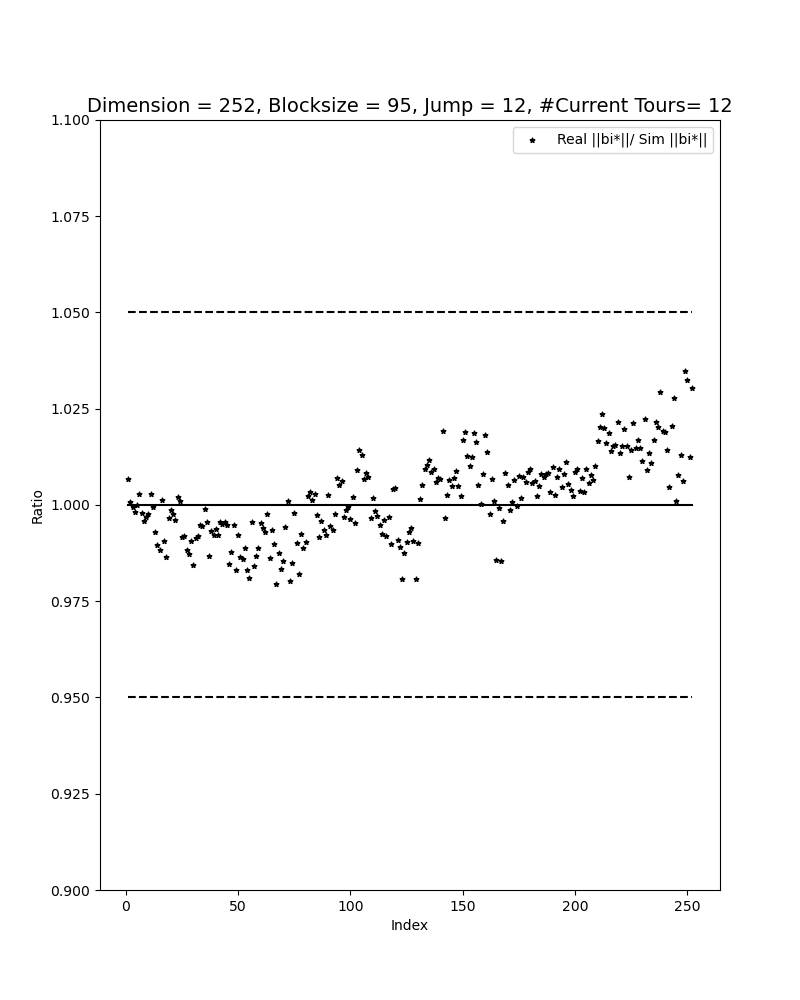 Dimension = 252, Blocksize = 95, Jump = 12, #Current Tours= 12
Real ||bi*||/ Sim ||bi*||
1.100
1.075
1.050
1.025
1.000
0.975
0.950
0.925
0.900
Ratio
0 50 100 150 200 250
Index